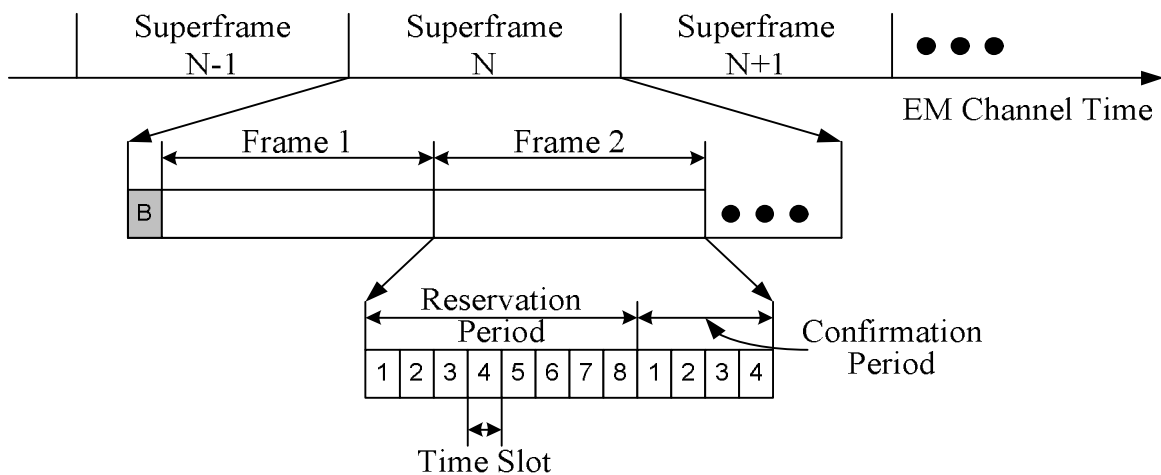 Superframe
N-1
Superframe
N
Superframe
N+1
EM Channel Time
Frame 1
Frame 2
B
Reservation
Period
Confirmation
Period
1 2 3 4 5 6 7 8 1 2 3 4
Time Slot